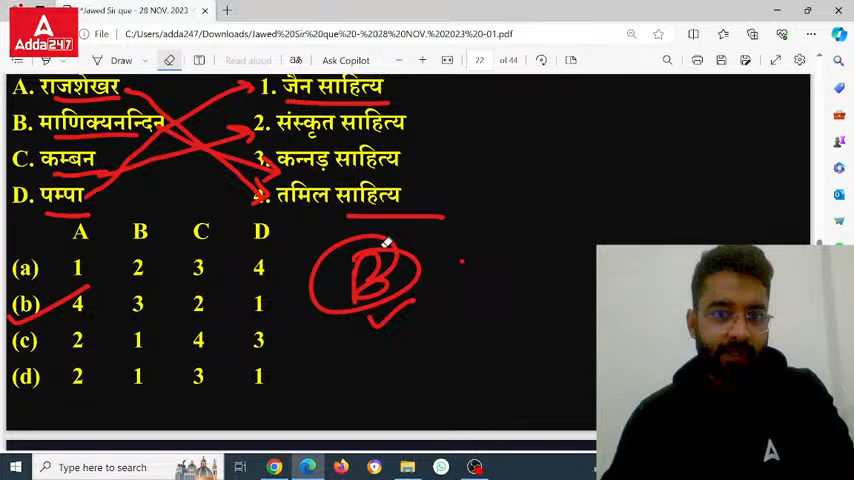 Jawed Sir que - 28 NOV. 2023 -
Adda247
File C:/Users/adda247/Downloads/Jawed%20Sir%20que%20-%2028%20NOV.%202023%20-01.pdf
Draw Read aloud Ask Copilot 22 of 44
A. राजशेखर 1. जैन साहित्य
B. माणिक्यनन्दिन 2. संस्कृत साहित्य
C. कम्बन 3. कन्नड़ साहित्य
D. पम्पा 4. तमिल साहित्य
A B C D
(a) 1 2 3 4
B
(b) 4 3 2 1
(c) 2 1 4 3
(d) 2 1 3 1
Type here to search